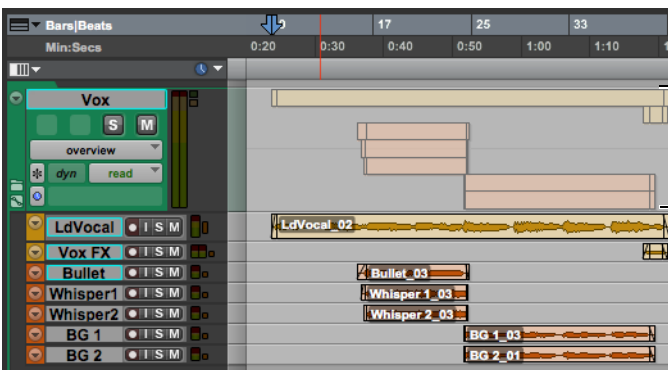 Bars|Beats 9 17 25 33
Min:Secs 0:20 0:30 0:40 0:50 1:00 1:10
Vox
S M
overview
dyn read
LdVocal I S M LdVocal_02
Vox FX I S M
Bullet I S M Bullet_03
Whisper1 I S M Whisper 1_03
Whisper2 I S M Whisper 2_03
BG 1 I S M BG 1_03
BG 2 I S M BG 2_01